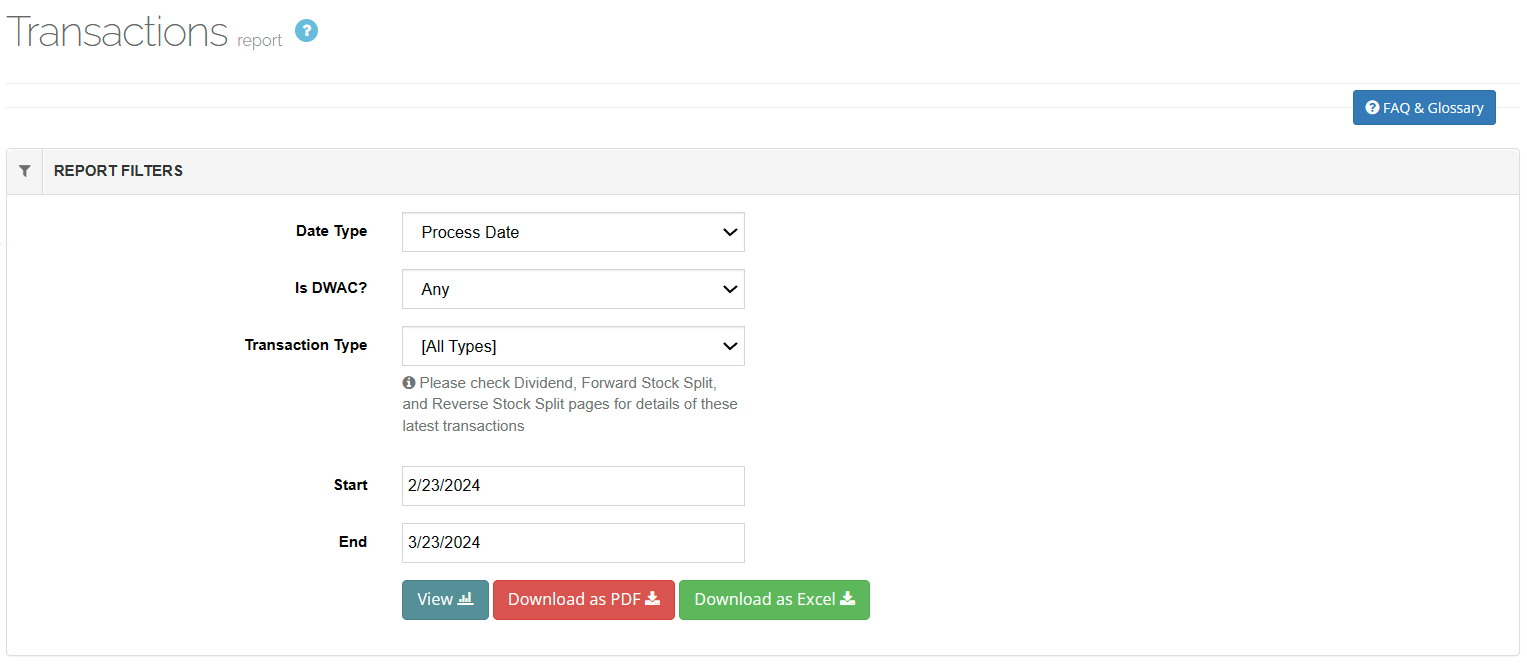 Transactions report ?
FAQ & Glossary
REPORT FILTERS
Date Type
Process Date
Is DWAC?
Any
Transaction Type
[All Types]
Please check Dividend, Forward Stock Split,
and Reverse Stock Split pages for details of these
latest transactions
Start
2/23/2024
End
3/23/2024
View
Download as PDF
Download as Excel